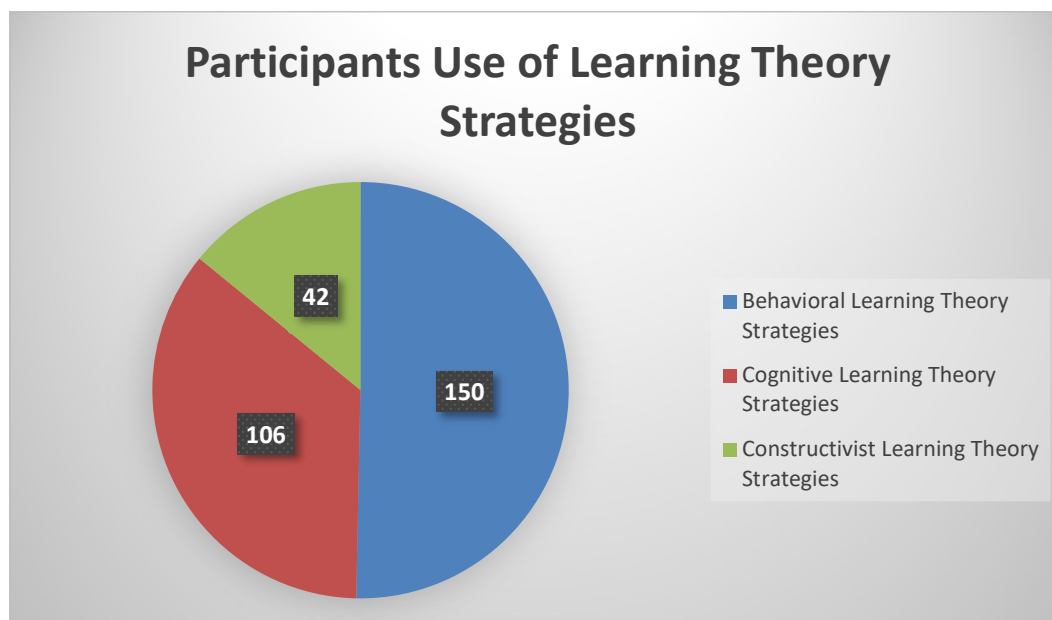 Participants Use of Learning Theory
Strategies
42
150
106
Behavioral Learning Theory
Strategies
Cognitive Learning Theory
Strategies
Constructivist Learning Theory
Strategies